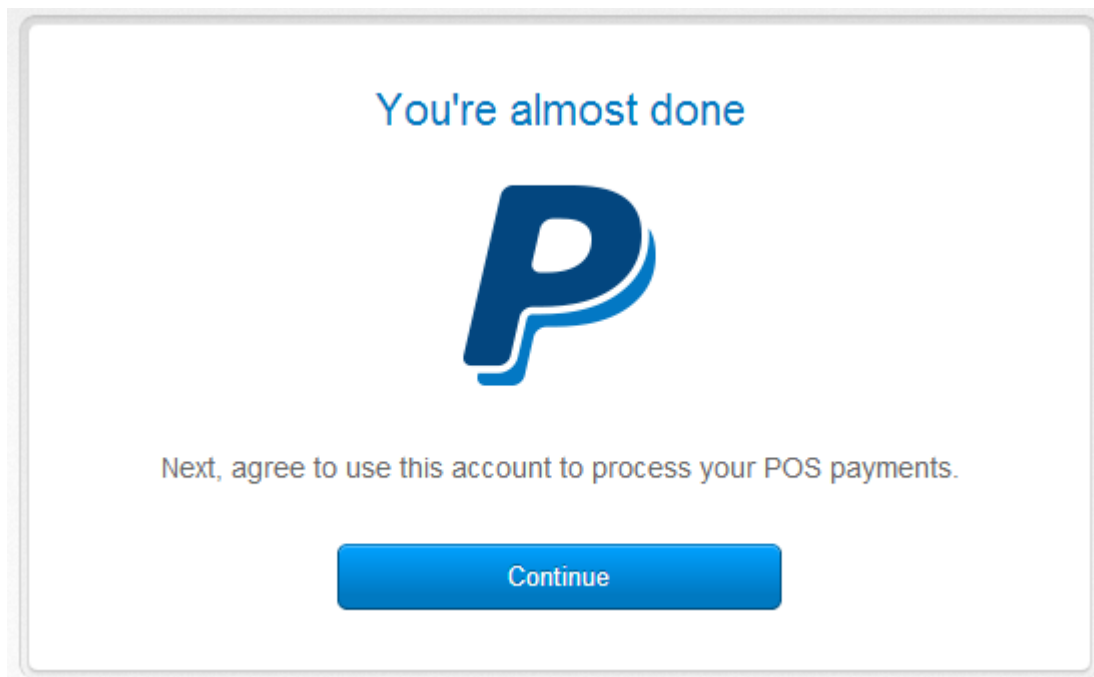 You're almost done
P
Next, agree to use this account to process your POS payments.
Continue